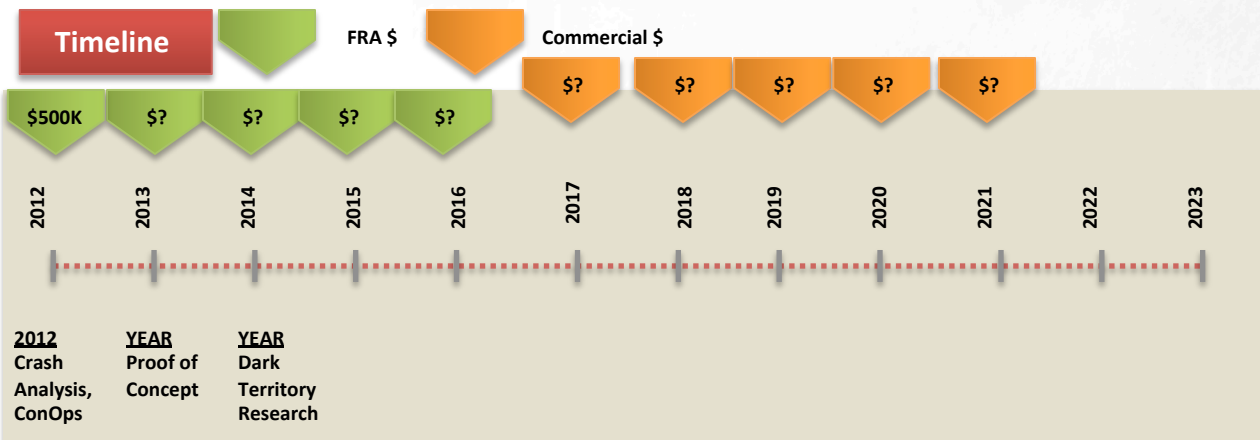 Timeline
FRA $
Commercial $
$?
$?
$?
$?
$?
$500K
$?
$?
$?
$?
2012
2013
2014
2015
2016
2017
2018
2019
2020
2021
2022
2023
2012
Crash
Analysis,
ConOps
YEAR
Proof of
Concept
YEAR
Dark
Territory
Research